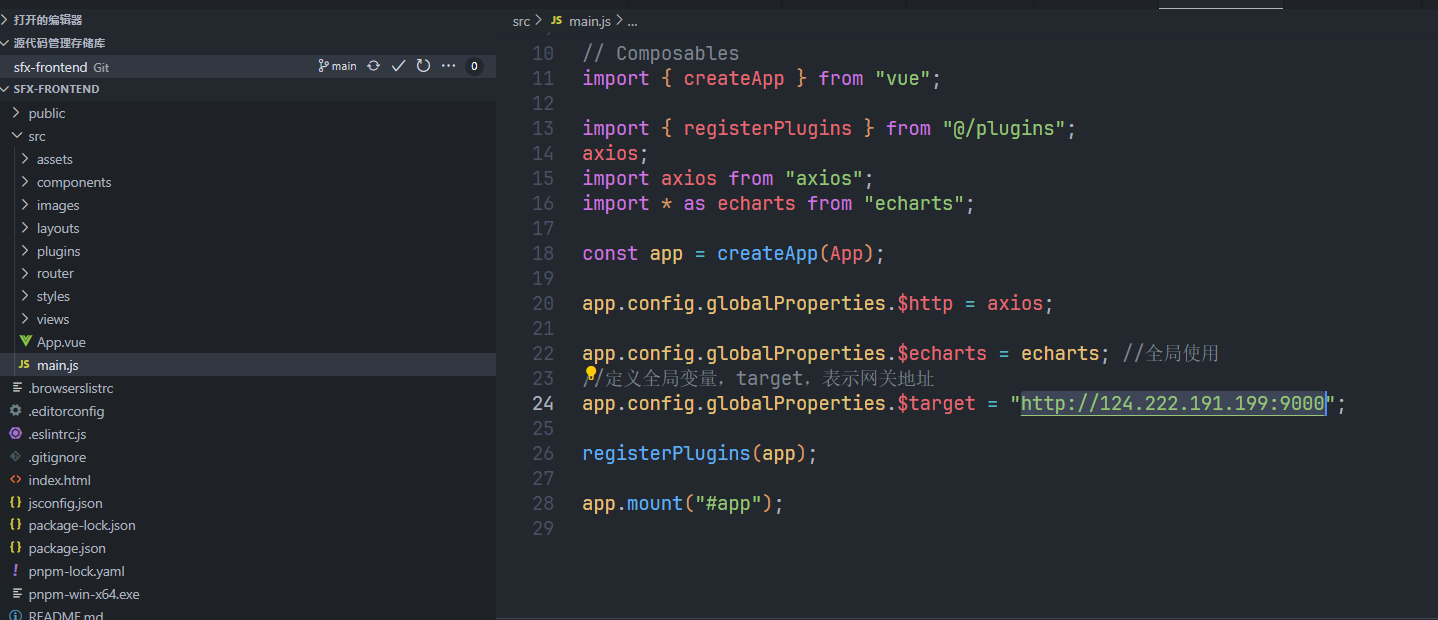 打开的编辑器
源代码管理存储库
sfx-frontend Git main ··· 0
SFX-FRONTEND
public
src
assets
components
images
layouts
plugins
router
styles
views
App.vue
JS main.js
.browserslistrc
.editorconfig
.eslintrc.js
.gitignore
<> index.html
{} jsconfig.json
{} package-lock.json
{} package.json
! pnpm-lock.yaml
pnpm-win-x64.exe
README.md
src > JS main.js > ...
10 // Composables
11 import { createApp } from "vue";
12
13 import { registerPlugins } from "@/plugins";
14 axios;
15 import axios from "axios";
16 import * as echarts from "echarts";
17
18 const app = createApp(App);
19
20 app.config.globalProperties.$http = axios;
21
22 app.config.globalProperties.$echarts = echarts; //全局使用
23 //定义全局变量，target，表示网关地址
24 app.config.globalProperties.$target = "http://124.222.191.199:9000";
25
26 registerPlugins(app);
27
28 app.mount("#app");
29